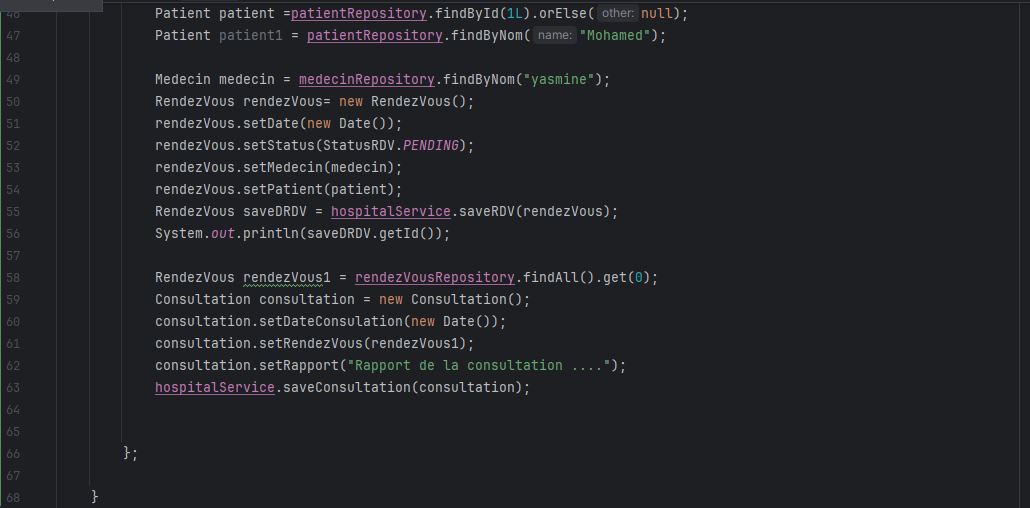 46 Patient patient =patientRepository.findById(1L).orElse( other: null);
47 Patient patient1 = patientRepository.findByNom( name: "Mohamed");
48
49 Medecin medecin = medecinRepository.findByNom("yasmine");
50 RendezVous rendezVous= new RendezVous();
51 rendezVous.setDate(new Date());
52 rendezVous.setStatus(StatusRDV.PENDING);
53 rendezVous.setMedecin(medecin);
54 rendezVous.setPatient(patient);
55 RendezVous saveDRDV = hospitalService.saveRDV(rendezVous);
56 System.out.println(saveDRDV.getId());
57
58 RendezVous rendezVous1 = rendezVousRepository.findAll().get(0);
59 Consultation consultation = new Consultation();
60 consultation.setDateConsulation(new Date());
61 consultation.setRendezVous(rendezVous1);
62 consultation.setRapport("Rapport de la consultation ....");
63 hospitalService.saveConsultation(consultation);
64
65
66 };
67
68 }